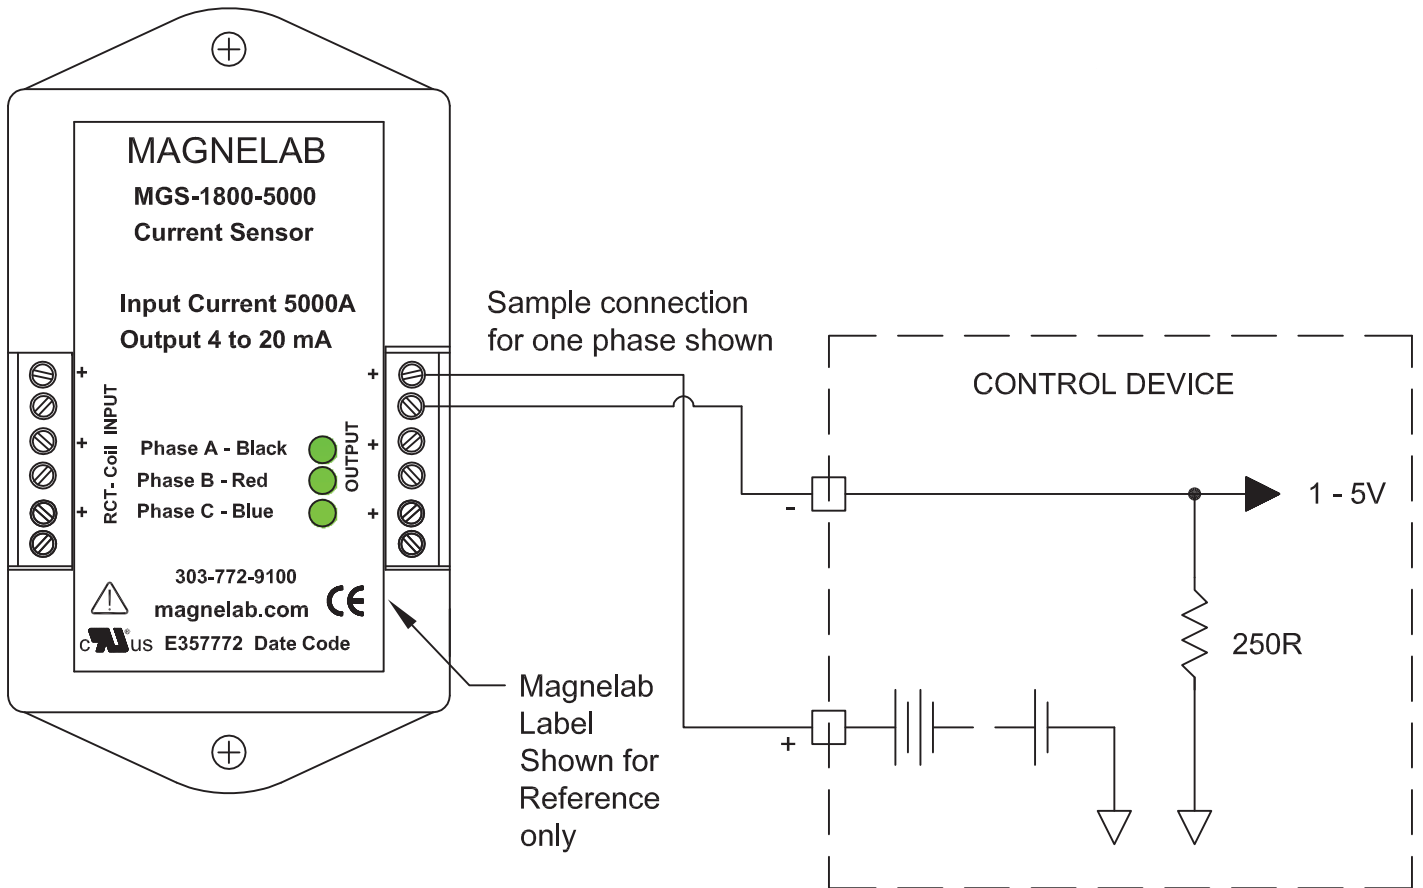 MAGNELAB
MGS-1800-5000
Current Sensor
Input Current 5000A
Output 4 to 20 mA
+
+
+
RCT- Coil INPUT
Phase A - Black
Phase B - Red
Phase C - Blue
OUTPUT
+
+
+
303-772-9100
magnelab.com CE
c UL® us E357772 Date Code
Sample connection
for one phase shown
Magnelab
Label
Shown for
Reference
only
CONTROL DEVICE
-
1 - 5V
250R
+